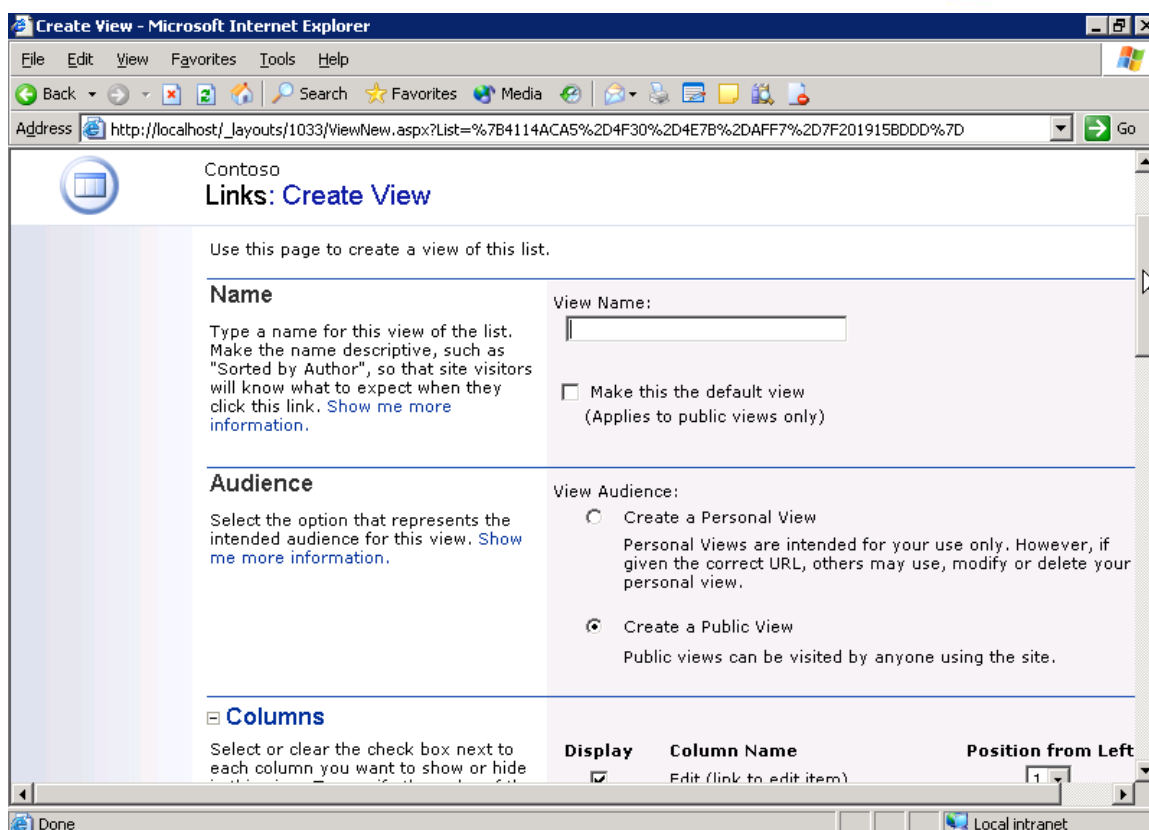 Create View - Microsoft Internet Explorer
File Edit View Favorites Tools Help
Back Search Favorites Media
Address http://localhost/_layouts/1033/ViewNew.aspx?List=%7B4114ACA5%2D4F30%2D4E7B%2DAFF7%2D7F201915BDDD%7D Go
Contoso
Links: Create View
Use this page to create a view of this list.
Name
Type a name for this view of the list.
Make the name descriptive, such as
"Sorted by Author", so that site visitors
will know what to expect when they
click this link. Show me more
information.
View Name:
Make this the default view
(Applies to public views only)
Audience
Select the option that represents the
intended audience for this view. Show
me more information.
View Audience:
Create a Personal View
Personal Views are intended for your use only. However, if
given the correct URL, others may use, modify or delete your
personal view.
Create a Public View
Public views can be visited by anyone using the site.
Columns
Select or clear the check box next to
each column you want to show or hide
Display Column Name Position from Left
Edit (link to edit item) 1
Done Local intranet